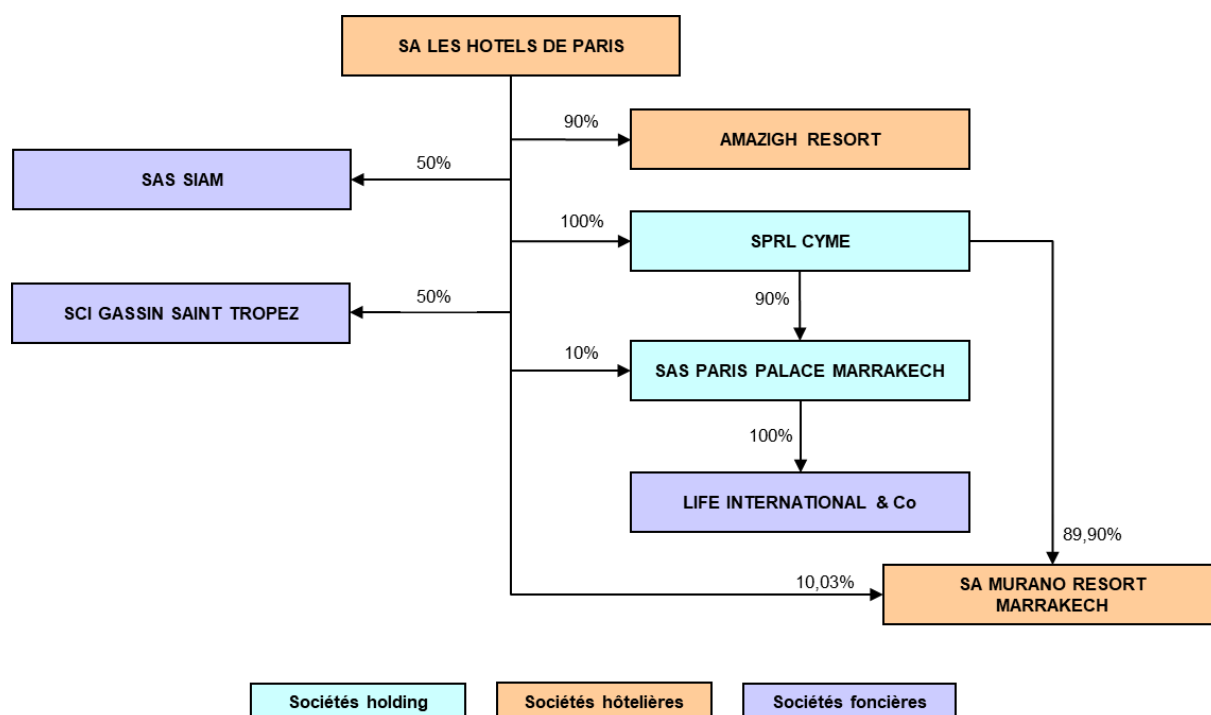 SA LES HOTELS DE PARIS
90%
AMAZIGH RESORT
50%
SAS SIAM
100%
SPRL CYME
50%
SCI GASSIN SAINT TROPEZ
90%
10%
SAS PARIS PALACE MARRAKECH
100%
LIFE INTERNATIONAL & Co
89,90%
10,03%
SA MURANO RESORT
MARRAKECH
Sociétés holding
Sociétés hôtelières
Sociétés foncières